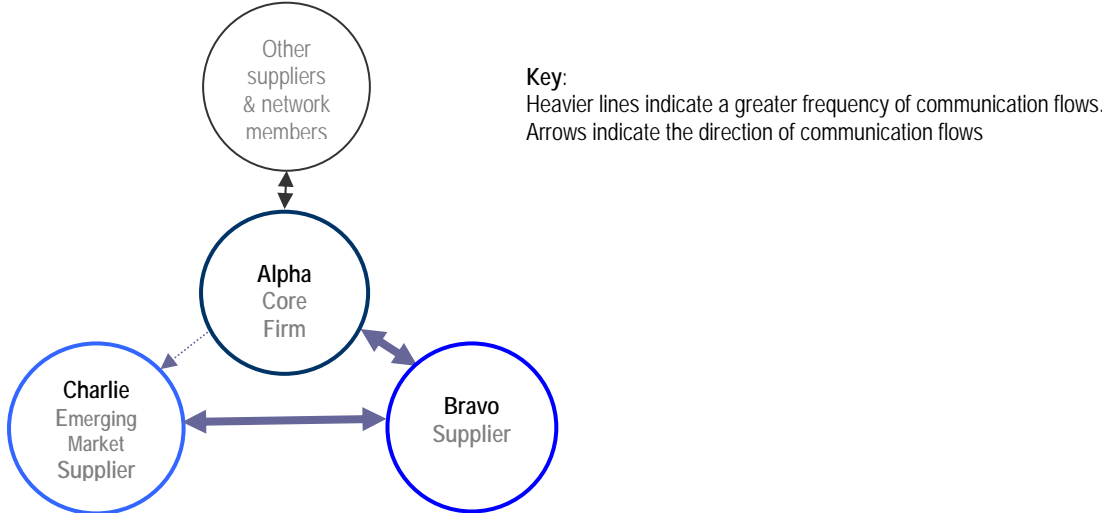 Other
suppliers
& network
members
Key:
Heavier lines indicate a greater frequency of communication flows.
Arrows indicate the direction of communication flows
Alpha
Core
Firm
Charlie
Emerging
Market
Supplier
Bravo
Supplier